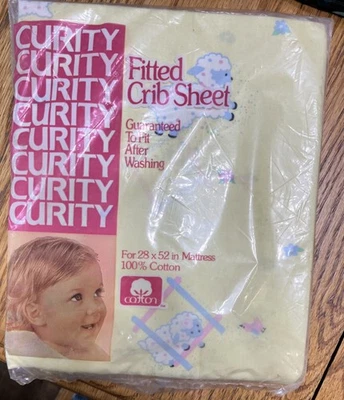 CURITY
CURITY
CURITY
CURITY
CURITY
CURITY
CURITY
CURITY
Fitted
Crib Sheet
Guaranteed
To Fit
After
Washing
For 28 x 52 in Mattress
100% Cotton
COTTON